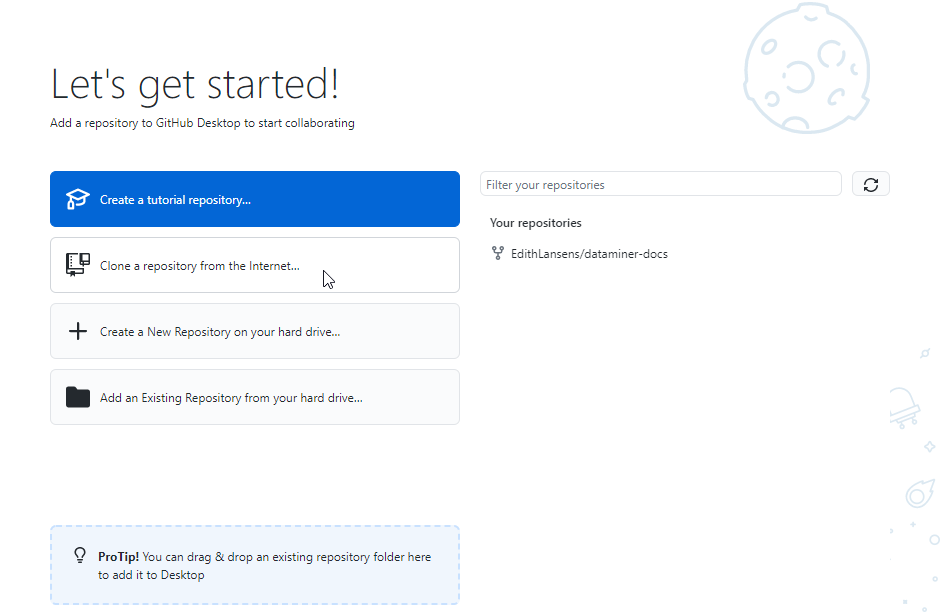 Let's get started!
Add a repository to GitHub Desktop to start collaborating
Create a tutorial repository...
Clone a repository from the Internet...
Create a New Repository on your hard drive...
Add an Existing Repository from your hard drive...
ProTip! You can drag & drop an existing repository folder here
to add it to Desktop
Filter your repositories
Your repositories
EdithLansens/dataminer-docs